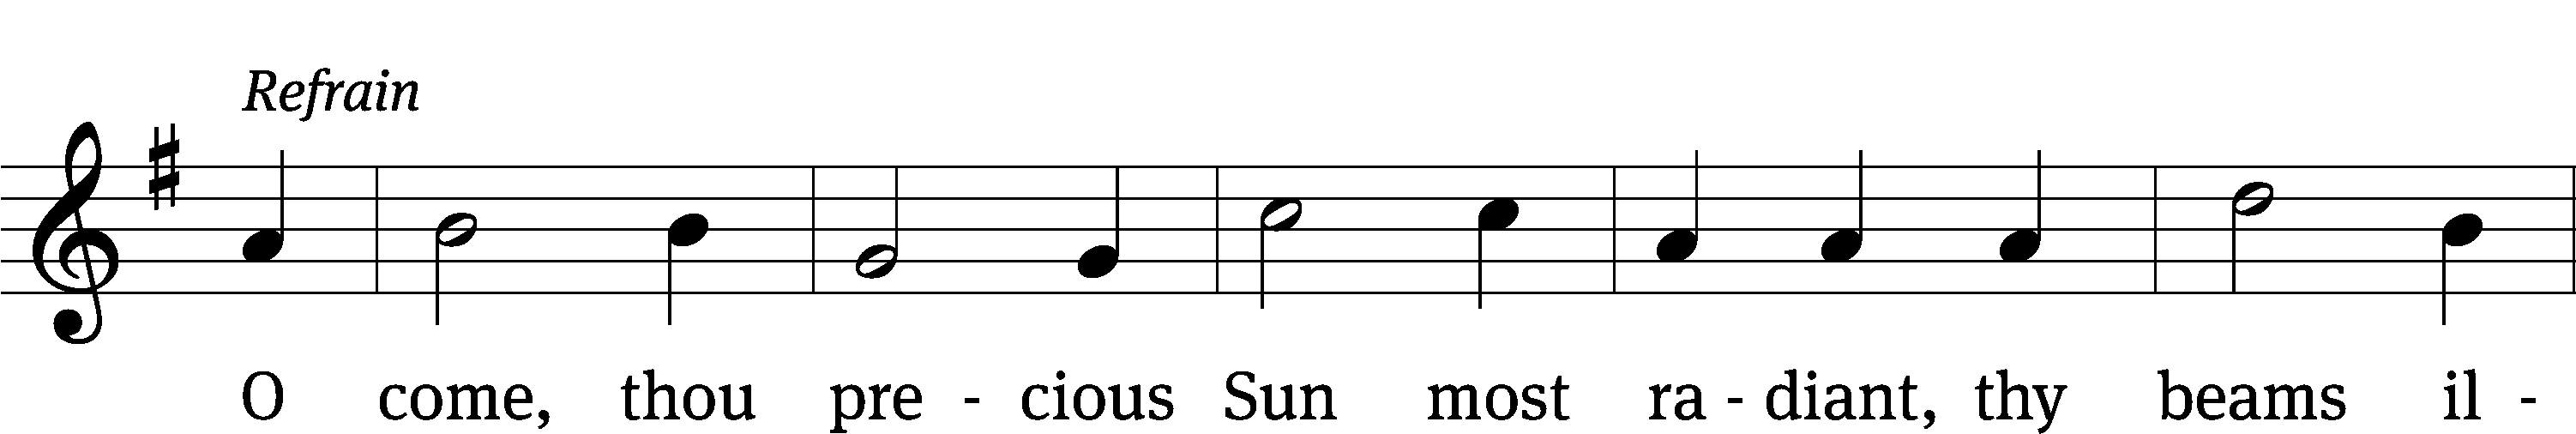 Refrain
O come, thou pre - cious Sun most ra - diant, thy beams il -